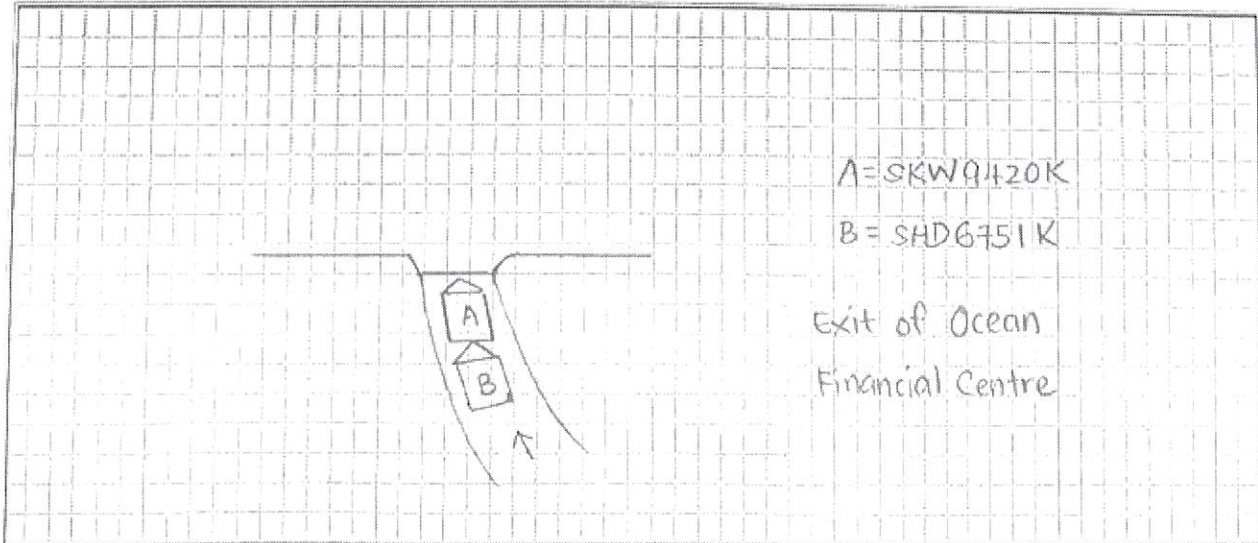 A = SKW9420K
B = SHD6751K
Exit of Ocean
Financial Centre
A
B